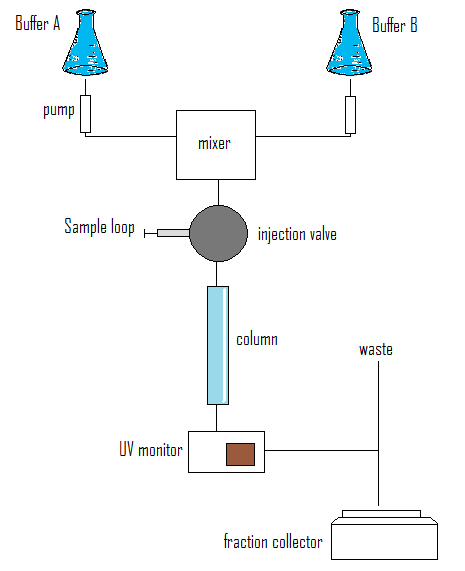 Buffer A
Buffer B
pump
mixer
Sample loop
injection valve
column
waste
UV monitor
fraction collector